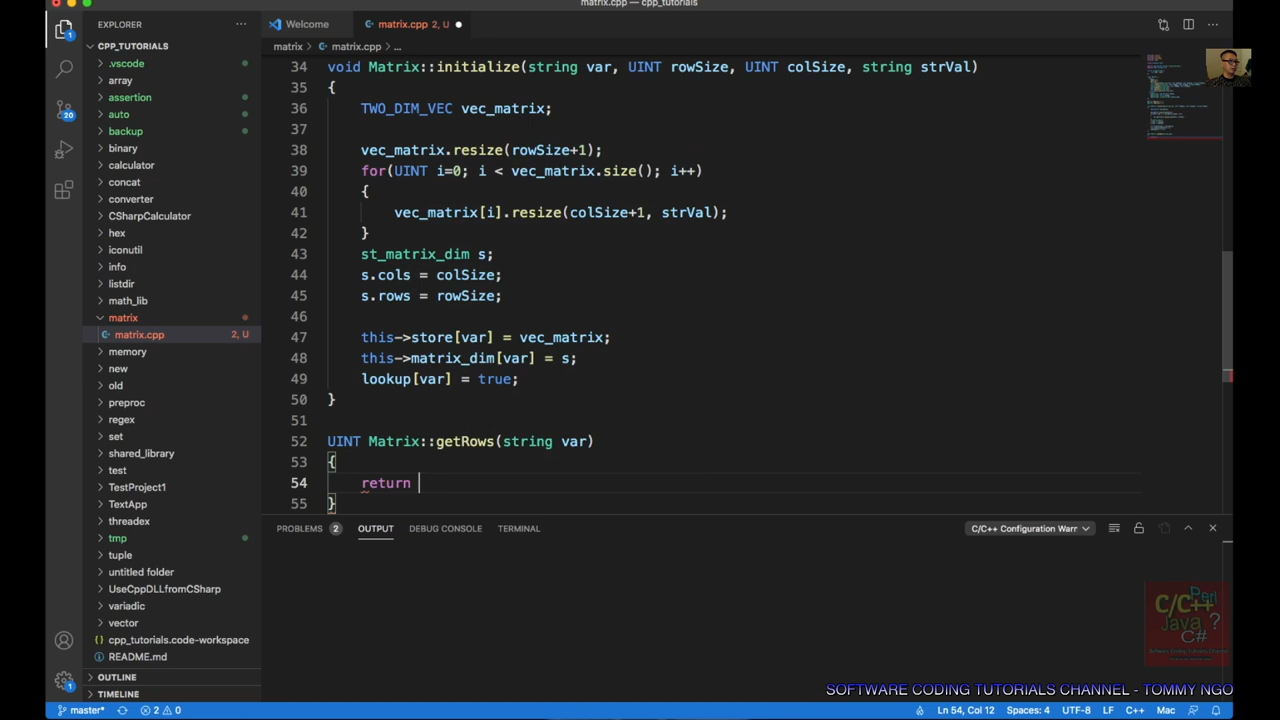 matrix.cpp — cpp_tutorials
EXPLORER
Welcome
matrix.cpp 2, U
CPP_TUTORIALS
matrix
matrix.cpp
...
.vscode
array
assertion
auto
backup
binary
calculator
concat
converter
CSharpCalculator
hex
iconutil
info
listdir
math_lib
matrix
matrix.cpp 2, U
memory
new
old
preproc
regex
set
shared_library
test
TestProject1
TextApp
threadex
tmp
tuple
untitled folder
UseCppDLLfromCSharp
variadic
vector
cpp_tutorials.code-workspace
README.md
OUTLINE
TIMELINE
1
20
1
34 void Matrix::initialize(string var, UINT rowSize, UINT colSize, string strVal)
35 {
36 TWO_DIM_VEC vec_matrix;
37
38 vec_matrix.resize(rowSize+1);
39 for(UINT i=0; i < vec_matrix.size(); i++)
40 {
41 vec_matrix[i].resize(colSize+1, strVal);
42 }
43 st_matrix_dim s;
44 s.cols = colSize;
45 s.rows = rowSize;
46
47 this->store[var] = vec_matrix;
48 this->matrix_dim[var] = s;
49 lookup[var] = true;
50 }
51
52 UINT Matrix::getRows(string var)
53 {
54 return
55 }
PROBLEMS 2 OUTPUT DEBUG CONSOLE TERMINAL
C/C++ Configuration Warr
C/C++
Perl
Java ?
C#
SOFTWARE CODING TUTORIALS CHANNEL - TOMMY NGO
master* 2 0 Ln 54, Col 12 Spaces: 4 UTF-8 LF C++ Mac